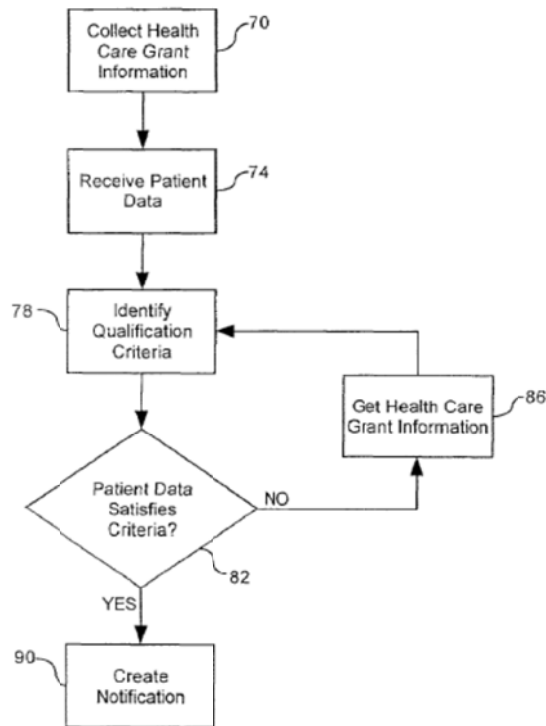 Collect Health
Care Grant
Information
70
Receive Patient
Data
74
78
Identify
Qualification
Criteria
Get Health Care
Grant Information
86
Patient Data
Satisfies
Criteria?
NO
82
YES
90
Create
Notification